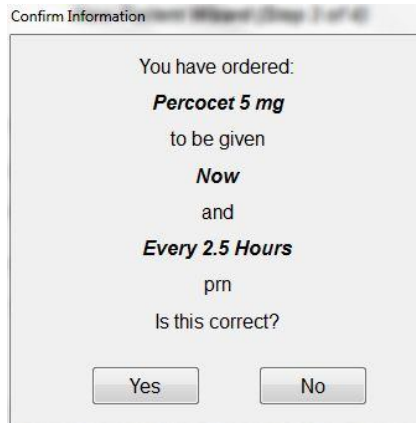 Confirm Information
You have ordered:
Percocet 5 mg
to be given
Now
and
Every 2.5 Hours
prn
Is this correct?
Yes No